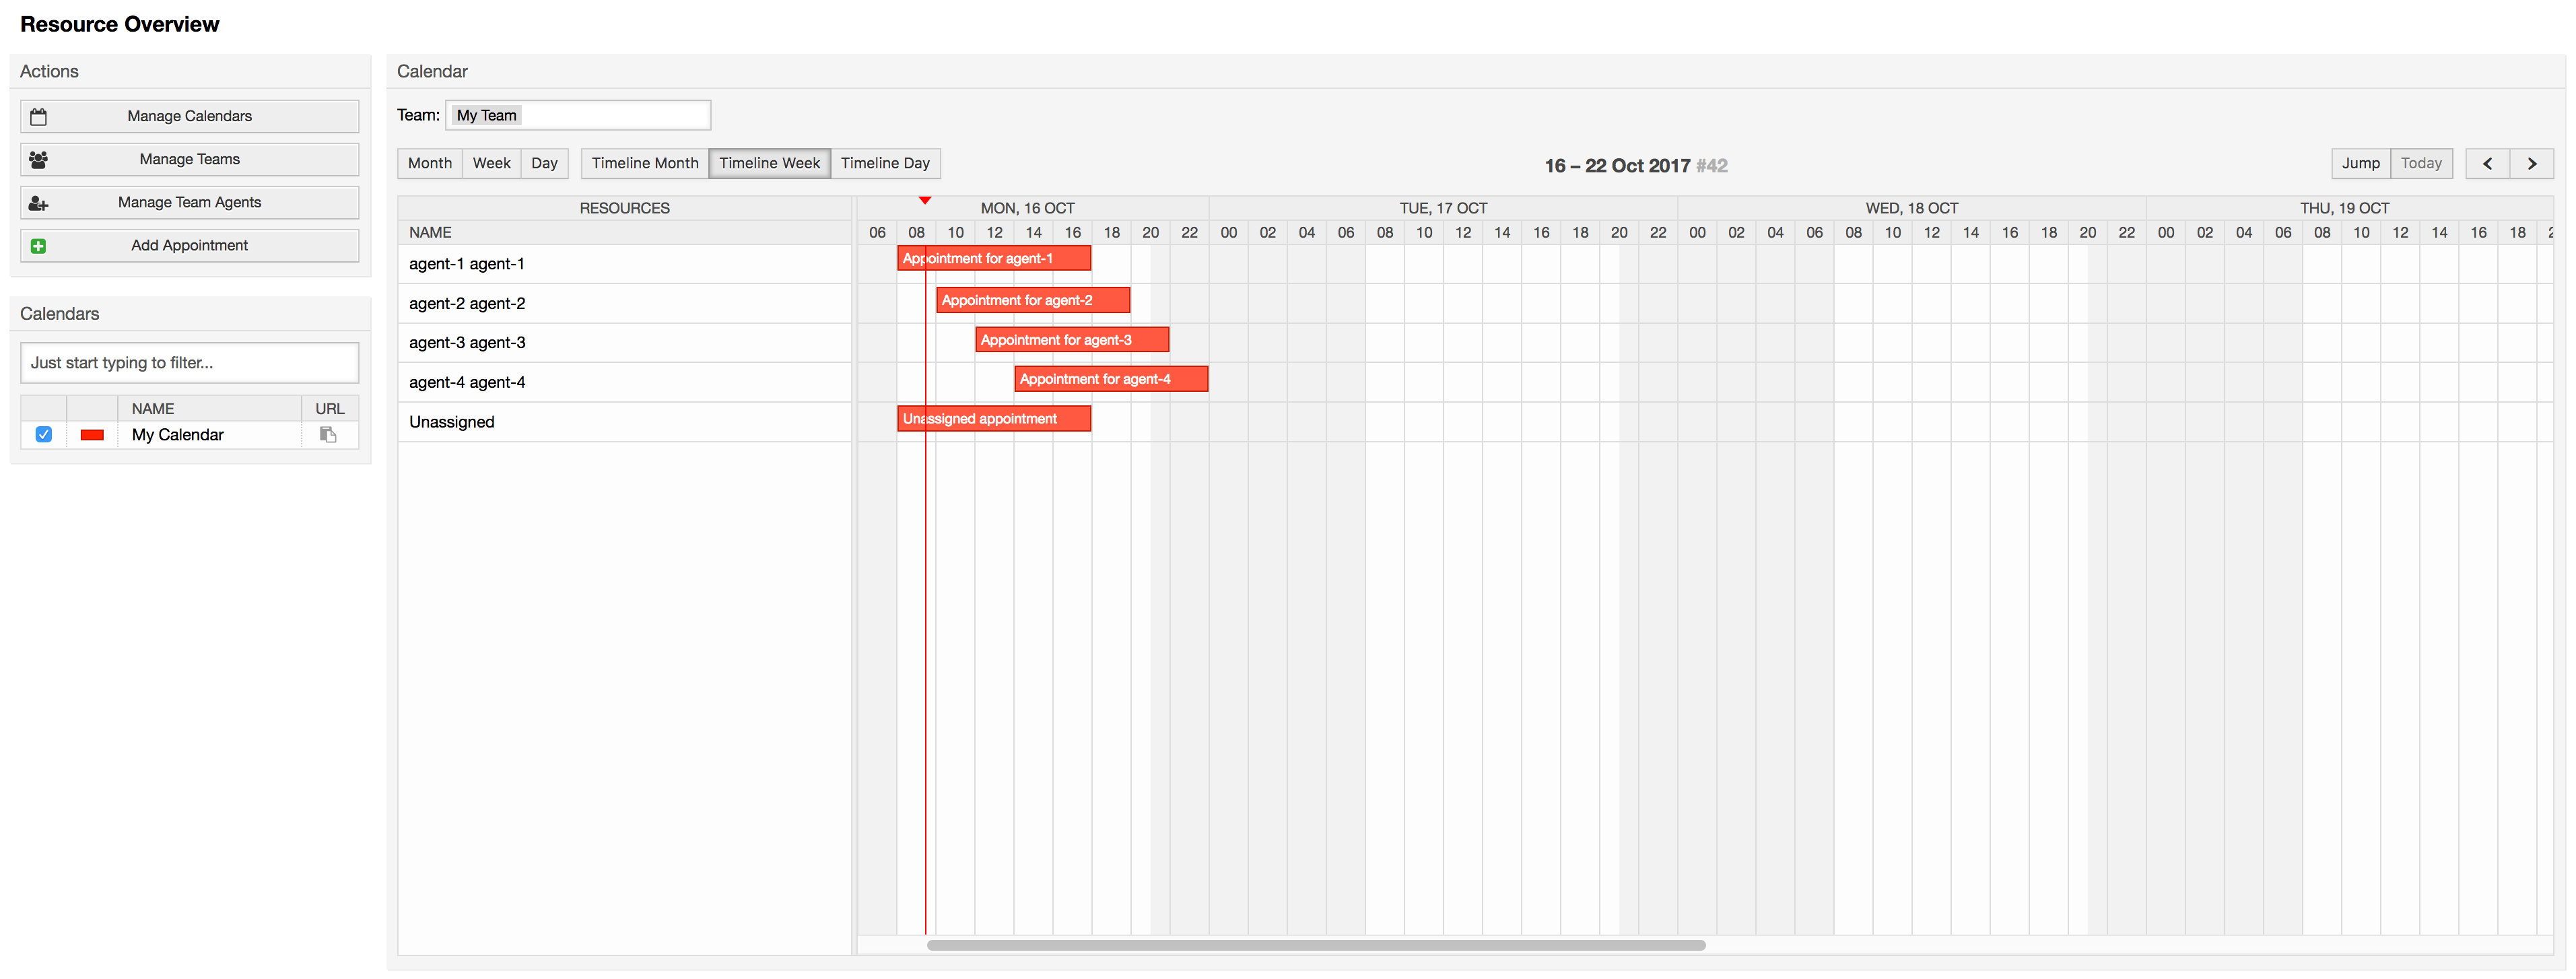 Resource Overview
Actions
Manage Calendars
Manage Teams
Manage Team Agents
Add Appointment
Calendars
Just start typing to filter...
NAME URL
My Calendar
Calendar
Team: My Team
Month Week Day Timeline Month Timeline Week Timeline Day 16 – 22 Oct 2017 #42 Jump Today
RESOURCES MON, 16 OCT TUE, 17 OCT WED, 18 OCT THU, 19 OCT
NAME 06 08 10 12 14 16 18 20 22 00 02 04 06 08 10 12 14 16 18 20 22 00 02 04 06 08 10 12 14 16 18 20 22 00 02 04 06 08 10 12 14 16 18
agent-1 agent-1 Appointment for agent-1
agent-2 agent-2 Appointment for agent-2
agent-3 agent-3 Appointment for agent-3
agent-4 agent-4 Appointment for agent-4
Unassigned Unassigned appointment